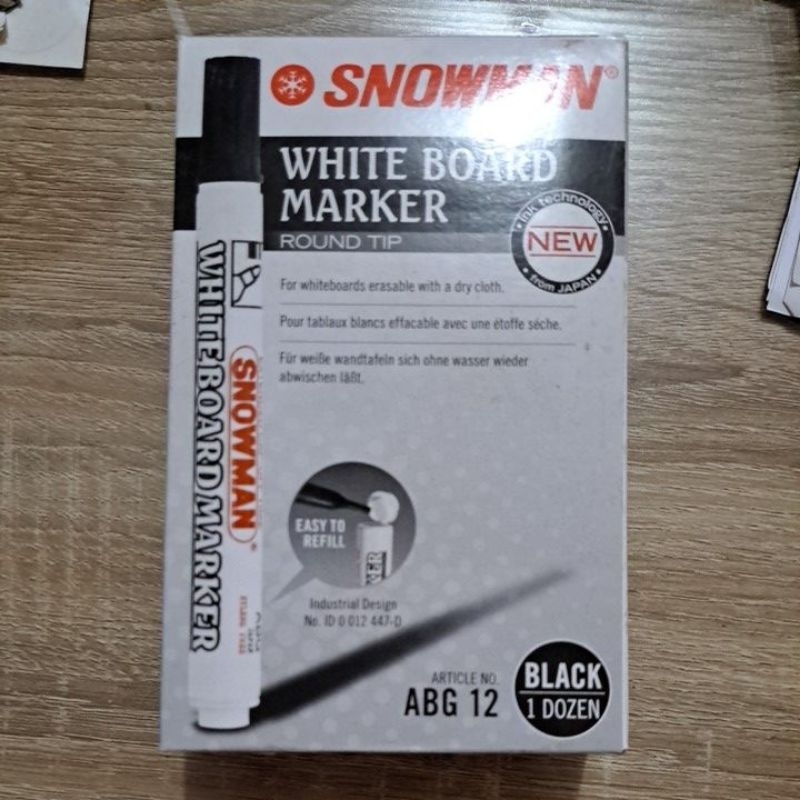 SNOWMAN®
WHITE BOARD
MARKER
ROUND TIP
ink technology
NEW
from JAPAN
For whiteboards erasable with a dry cloth.
Pour tablaux blancs effacable avec une étoffe séche.
Für weiße wandtafeln sich ohne wasser wieder
abwischen läßt.
WHITEBOARD MARKER
SNOWMAN
EASY TO
REFILL
KER
Industrial Design
No. ID 0 012 447-D
ARTICLE NO.
ABG 12
BLACK
1 DOZEN